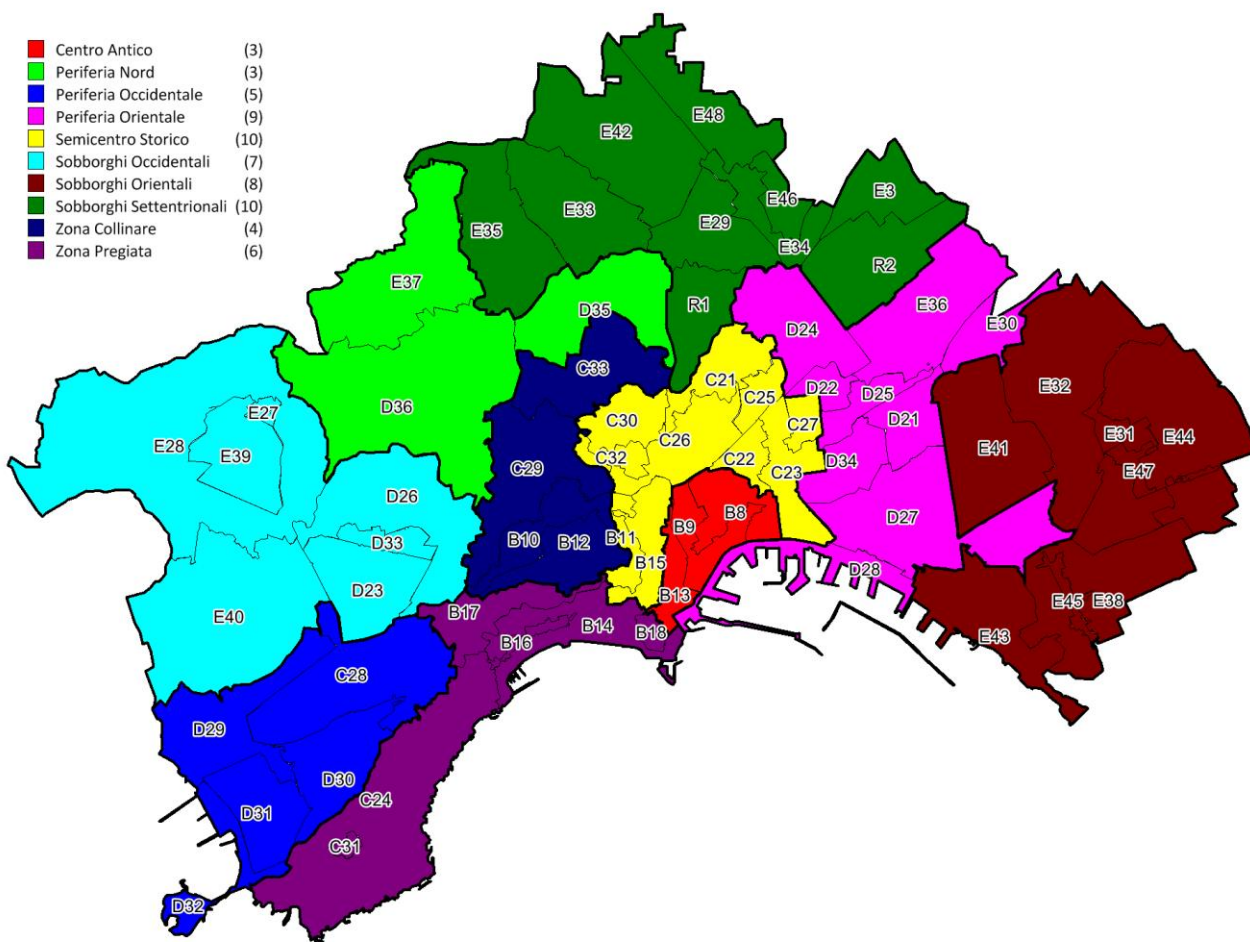 Centro Antico (3)
Periferia Nord (3)
Periferia Occidentale (5)
Periferia Orientale (9)
Semicentro Storico (10)
Sobborghi Occidentali (7)
Sobborghi Orientali (8)
Sobborghi Settentrionali (10)
Zona Collinare (4)
Zona Pregiata (6)
E48
E42
E3
E46
E33
E29
E35
E34
R2
E37
R1
E36
D35
E30
D24
C33
C21
D22
D25
E32
C25
D36
E27
C30
C27
D21
E31
E28
C26
E41
E44
E39
C32
C22
D34
C29
C23
E47
D26
B9
B8
D27
B11
D33
B10
B12
B15
D28
D23
B13
E45
E38
E40
B17
B14
B18
E43
B16
C28
D29
D30
C24
D31
C31
D32